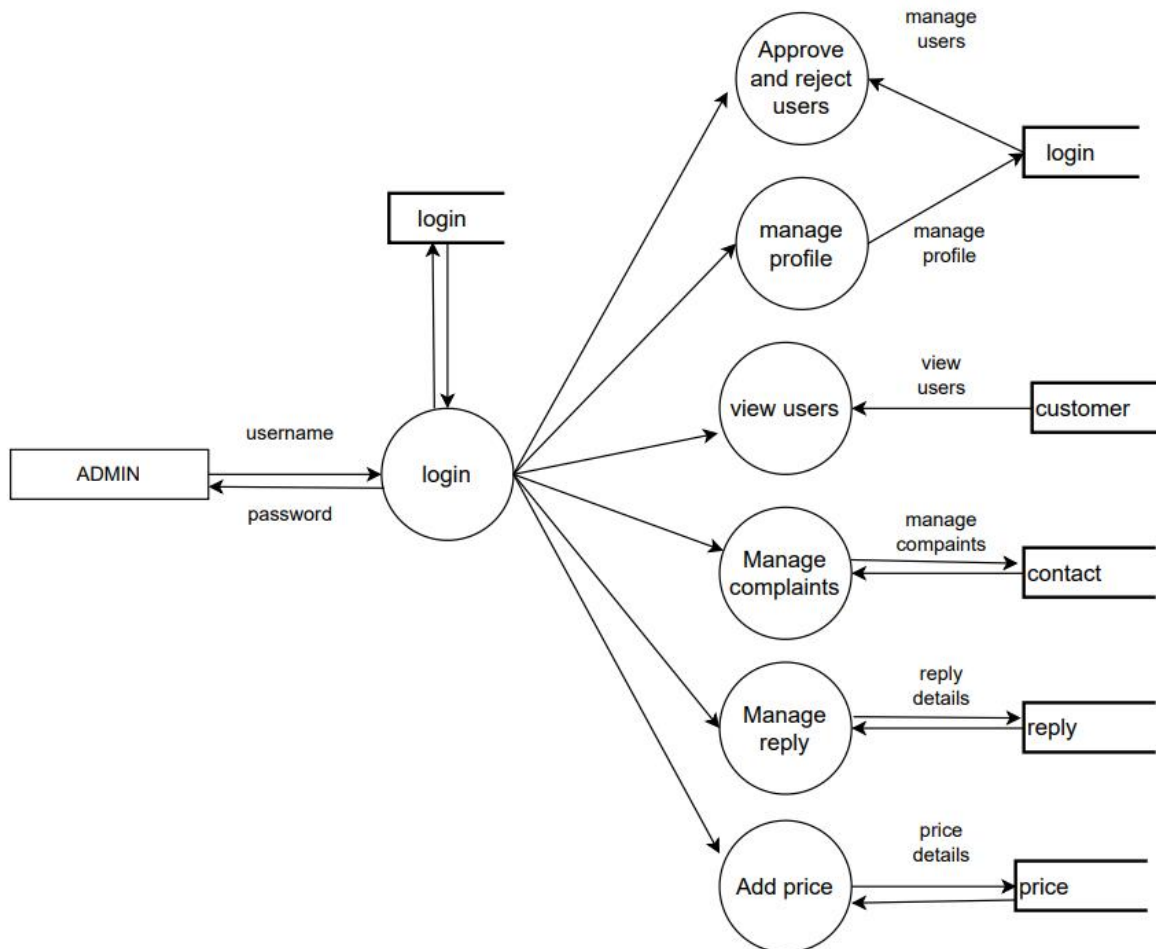 manage
users
Approve
and reject
users
login
login
manage
profile
manage
profile
view
users
view users
customer
username
ADMIN
login
password
manage
compaints
Manage
complaints
contact
reply
details
Manage
reply
reply
price
details
Add price
price